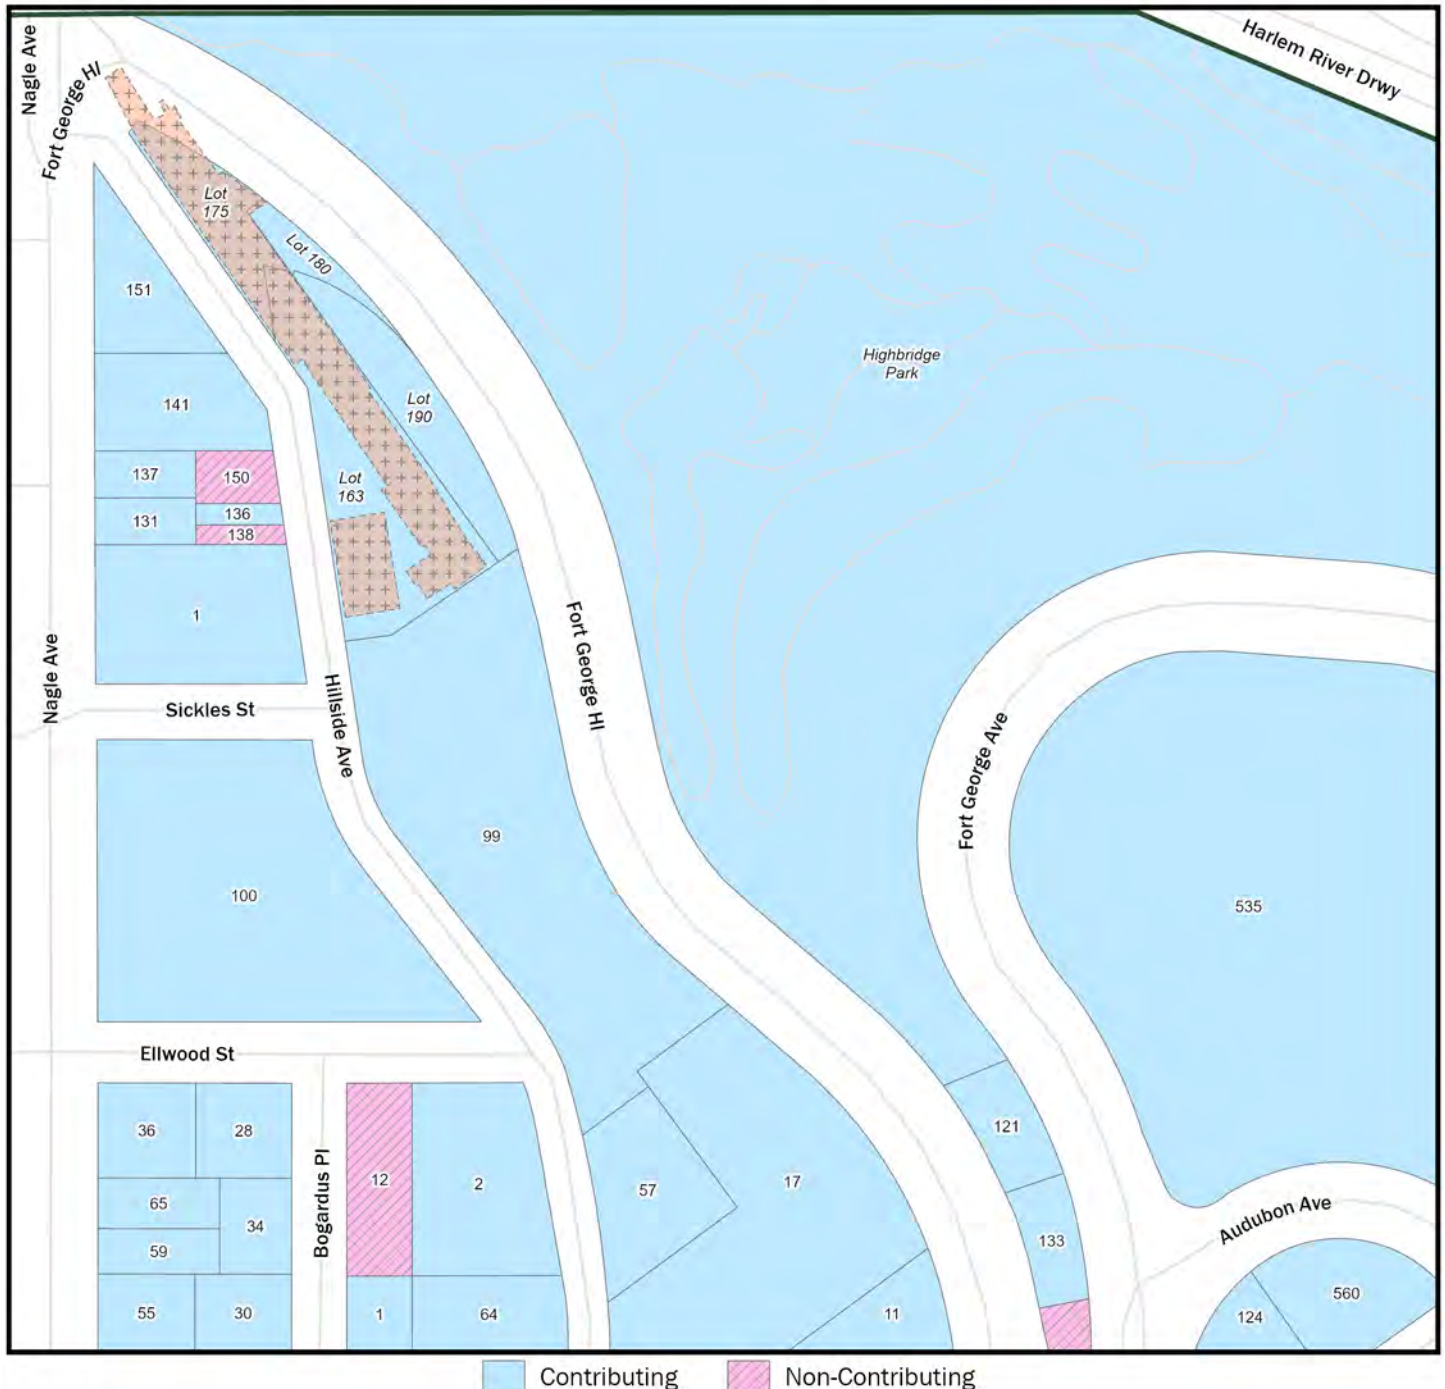 Nagle Ave
Fort George Hl
Harlem River Drwy
Lot
175
Lot 180
151
Highbridge
Park
141
Lot
190
137
150
Lot
163
136
131
138
1
Fort George Hl
Nagle Ave
Sickles St
Hillside Ave
Fort George Ave
99
100
535
Ellwood St
36
28
121
12
2
57
17
65
34
Bogardus Pl
59
133
Audubon Ave
55
30
1
64
11
124
560
Contributing
Non-Contributing